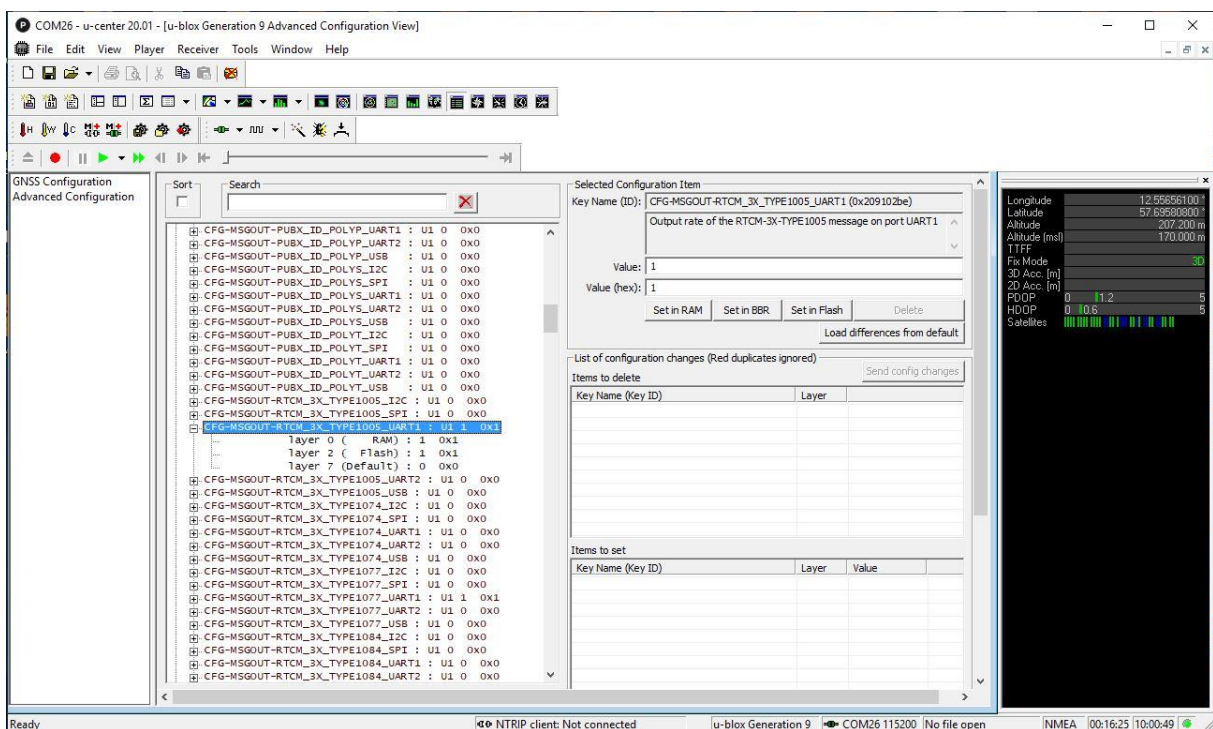 COM26 - u-center 20.01 - [u-blox Generation 9 Advanced Configuration View]
File Edit View Player Receiver Tools Window Help
GNSS Configuration
Advanced Configuration
Sort
Search
CFG-MSGOUT-PUBX_ID_POLYP_UART1 : U1 0 0x0
CFG-MSGOUT-PUBX_ID_POLYP_UART2 : U1 0 0x0
CFG-MSGOUT-PUBX_ID_POLYP_USB : U1 0 0x0
CFG-MSGOUT-PUBX_ID_POLYS_I2C : U1 0 0x0
CFG-MSGOUT-PUBX_ID_POLYS_SPI : U1 0 0x0
CFG-MSGOUT-PUBX_ID_POLYS_UART1 : U1 0 0x0
CFG-MSGOUT-PUBX_ID_POLYS_UART2 : U1 0 0x0
CFG-MSGOUT-PUBX_ID_POLYS_USB : U1 0 0x0
CFG-MSGOUT-PUBX_ID_POLYT_I2C : U1 0 0x0
CFG-MSGOUT-PUBX_ID_POLYT_SPI : U1 0 0x0
CFG-MSGOUT-PUBX_ID_POLYT_UART1 : U1 0 0x0
CFG-MSGOUT-PUBX_ID_POLYT_UART2 : U1 0 0x0
CFG-MSGOUT-PUBX_ID_POLYT_USB : U1 0 0x0
CFG-MSGOUT-RTCM_3X_TYPE1005_I2C : U1 0 0x0
CFG-MSGOUT-RTCM_3X_TYPE1005_SPI : U1 0 0x0
CFG-MSGOUT-RTCM_3X_TYPE1005_UART1 : U1 1 0x1
layer 0 ( RAM) : 1 0x1
layer 2 ( Flash) : 1 0x1
layer 7 (Default) : 0 0x0
CFG-MSGOUT-RTCM_3X_TYPE1005_UART2 : U1 0 0x0
CFG-MSGOUT-RTCM_3X_TYPE1005_USB : U1 0 0x0
CFG-MSGOUT-RTCM_3X_TYPE1074_I2C : U1 0 0x0
CFG-MSGOUT-RTCM_3X_TYPE1074_SPI : U1 0 0x0
CFG-MSGOUT-RTCM_3X_TYPE1074_UART1 : U1 0 0x0
CFG-MSGOUT-RTCM_3X_TYPE1074_UART2 : U1 0 0x0
CFG-MSGOUT-RTCM_3X_TYPE1074_USB : U1 0 0x0
CFG-MSGOUT-RTCM_3X_TYPE1077_I2C : U1 0 0x0
CFG-MSGOUT-RTCM_3X_TYPE1077_SPI : U1 0 0x0
CFG-MSGOUT-RTCM_3X_TYPE1077_UART1 : U1 1 0x1
CFG-MSGOUT-RTCM_3X_TYPE1077_UART2 : U1 0 0x0
CFG-MSGOUT-RTCM_3X_TYPE1077_USB : U1 0 0x0
CFG-MSGOUT-RTCM_3X_TYPE1084_I2C : U1 0 0x0
CFG-MSGOUT-RTCM_3X_TYPE1084_SPI : U1 0 0x0
CFG-MSGOUT-RTCM_3X_TYPE1084_UART1 : U1 0 0x0
CFG-MSGOUT-RTCM_3X_TYPE1084_UART2 : U1 0 0x0
Selected Configuration Item
Key Name (ID): CFG-MSGOUT-RTCM_3X_TYPE1005_UART1 (0x209102be)
Output rate of the RTCM-3X-TYPE1005 message on port UART1
Value: 1
Value (hex): 1
Set in RAM Set in BBR Set in Flash Delete
Load differences from default
List of configuration changes (Red duplicates ignored)
Send config changes
Items to delete
Key Name (Key ID) Layer
Items to set
Key Name (Key ID) Layer Value
Longitude 12.55656100 °
Latitude 57.69580800 °
Altitude 207.200 m
Altitude (msl) 170.000 m
TTFF
Fix Mode 3D
3D Acc. [m]
2D Acc. [m]
PDOP 0 1.2 5
HDOP 0 0.6 5
Satellites
Ready
NTRIP client: Not connected
u-blox Generation 9
COM26 115200
No file open
NMEA
00:16:25
10:00:49